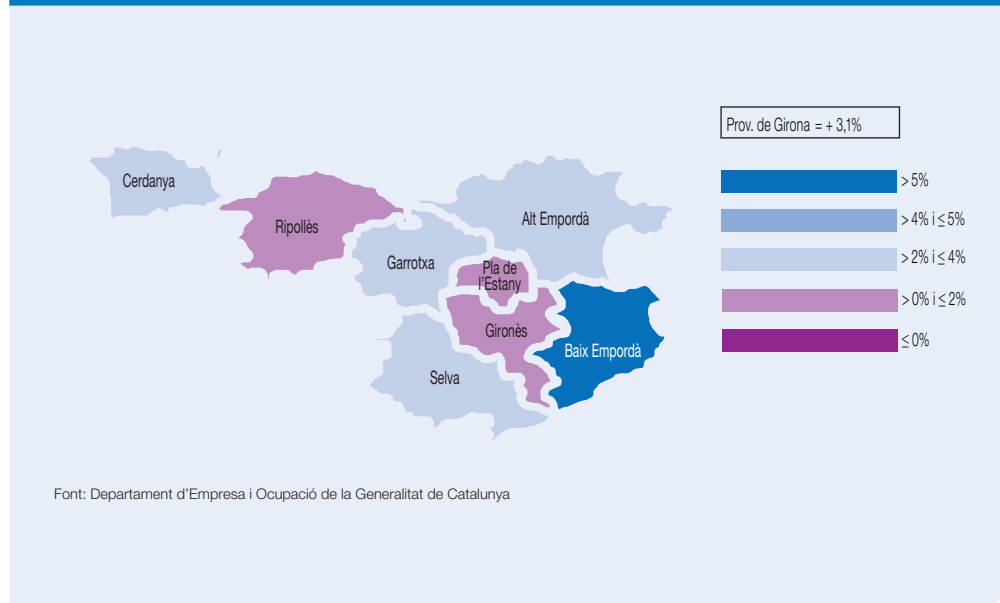 Prov. de Girona = + 3,1%
> 5%
> 4% i ≤ 5%
> 2% i ≤ 4%
> 0% i ≤ 2%
≤ 0%
Cerdanya
Ripollès
Alt Empordà
Garrotxa
Pla de
l'Estany
Gironès
Baix Empordà
Selva
Font: Departament d'Empresa i Ocupació de la Generalitat de Catalunya